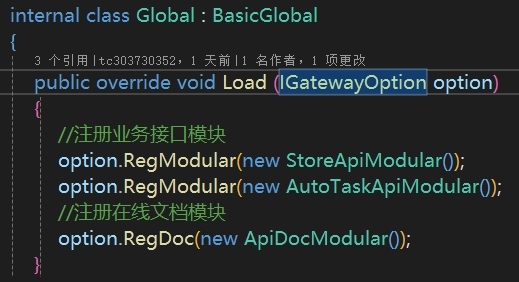 internal class Global : BasicGlobal
{
3 个引用|tc303730352，1 天前|1 名作者，1 项更改
public override void Load (IGatewayOption option)
{
//注册业务接口模块
option.RegModular(new StoreApiModular());
option.RegModular(new AutoTaskApiModular());
//注册在线文档模块
option.RegDoc(new ApiDocModular());
}